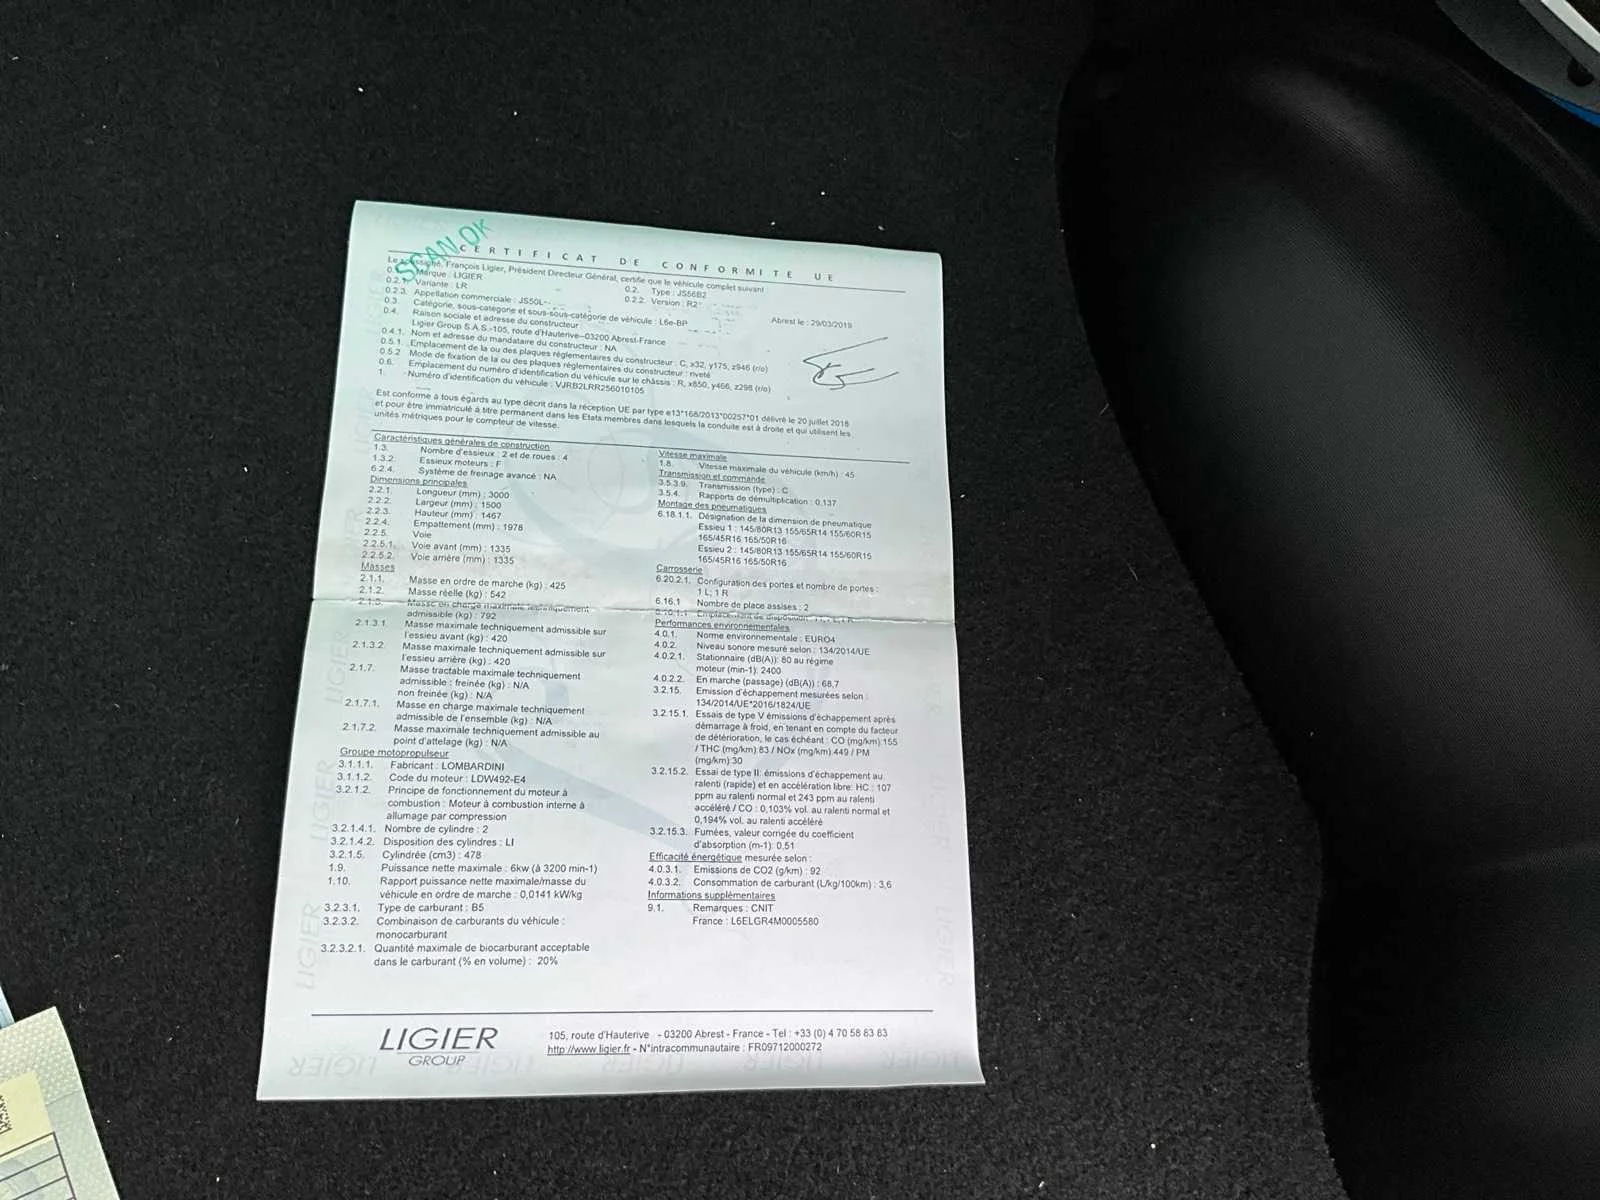 SCAN OK
CERTIFICAT DE CONFORMITE UE
Le soussigné, François Ligier, Président Directeur Général, certifie que le véhicule complet suivant
Marque : LIGIER
0.2. Type : JS56B2
0.2.1. Variante : LR
0.2.2. Version : R2
0.2.3. Appellation commerciale : JS50L
0.3. Catégorie, sous-catégorie et sous-sous-catégorie de véhicule : L6e-BP
Abrest le : 29/03/2019
0.4. Raison sociale et adresse du constructeur
Ligier Group S.A.S.-105, route d'Hauterive--03200 Abrest-France
0.4.1. Nom et adresse du mandataire du constructeur : NA
0.5.1. Emplacement de la ou des plaques réglementaires du constructeur : C, x32, y175, z946 (r/o)
0.5.2 Mode de fixation de la ou des plaques réglementaires du constructeur : riveté
0.6. Emplacement du numéro d'identification du véhicule sur le châssis : R, x850, y466, z298 (r/o)
1. Numéro d'identification du véhicule : VJRB2LRR256010105
Est conforme à tous égards au type décrit dans la réception UE par type e13*168/2013*00257*01 délivré le 20 juillet 2018
et pour être immatriculé à titre permanent dans les Etats membres dans lesquels la conduite est à droite et qui utilisent les
unités métriques pour le compteur de vitesse.
Caractéristiques générales de construction
1.3. Nombre d'essieux : 2 et de roues : 4
1.3.2. Essieux moteurs : F
6.2.4. Système de freinage avancé : NA
Dimensions principales
2.2.1. Longueur (mm) : 3000
2.2.2. Largeur (mm) : 1500
2.2.3. Hauteur (mm) : 1467
2.2.4. Empattement (mm) : 1978
2.2.5. Voie
2.2.5.1. Voie avant (mm) : 1335
2.2.5.2. Voie arrière (mm) : 1335
Masses
2.1.1. Masse en ordre de marche (kg) : 425
2.1.2. Masse réelle (kg) : 542
2.1.3. Masse en charge maximale techniquement
admissible (kg) : 792
2.1.3.1. Masse maximale techniquement admissible sur
l'essieu avant (kg) : 420
2.1.3.2. Masse maximale techniquement admissible sur
l'essieu arrière (kg) : 420
2.1.7. Masse tractable maximale techniquement
admissible : freinée (kg) : N/A
non freinée (kg) : N/A
2.1.7.1. Masse en charge maximale techniquement
admissible de l'ensemble (kg) : N/A
2.1.7.2. Masse maximale techniquement admissible au
point d'attelage (kg) : N/A
Groupe motopropulseur
3.1.1.1. Fabricant : LOMBARDINI
3.1.1.2. Code du moteur : LDW492-E4
3.2.1.2. Principe de fonctionnement du moteur à
combustion : Moteur à combustion interne à
allumage par compression
3.2.1.4.1. Nombre de cylindre : 2
3.2.1.4.2. Disposition des cylindres : LI
3.2.1.5. Cylindrée (cm3) : 478
1.9. Puissance nette maximale : 6kw (à 3200 min-1)
1.10. Rapport puissance nette maximale/masse du
véhicule en ordre de marche : 0,0141 kW/kg
3.2.3.1. Type de carburant : B5
3.2.3.2. Combinaison de carburants du véhicule :
monocarburant
3.2.3.2.1. Quantité maximale de biocarburant acceptable
dans le carburant (% en volume) : 20%
Vitesse maximale
1.8. Vitesse maximale du véhicule (km/h) : 45
Transmission et commande
3.5.3.9. Transmission (type) : C
3.5.4. Rapports de démultiplication : 0,137
Montage des pneumatiques
6.18.1.1. Désignation de la dimension de pneumatique
Essieu 1 : 145/80R13 155/65R14 155/60R15
165/45R16 165/50R16
Essieu 2 : 145/80R13 155/65R14 155/60R15
165/45R16 165/50R16
Carrosserie
6.20.2.1. Configuration des portes et nombre de portes :
1 L; 1 R
6.16.1 Nombre de place assises : 2
Performances environnementales
4.0.1. Norme environnementale : EURO4
4.0.2. Niveau sonore mesuré selon : 134/2014/UE
4.0.2.1. Stationnaire (dB(A)): 80 au régime
moteur (min-1): 2400
4.0.2.2. En marche (passage) (dB(A)) : 68,7
3.2.15. Emission d'échappement mesurées selon :
134/2014/UE*2016/1824/UE
3.2.15.1. Essais de type V émissions d'échappement après
démarrage à froid, en tenant en compte du facteur
de détérioration, le cas échéant : CO (mg/km):155
/ THC (mg/km):83 / NOx (mg/km):449 / PM
(mg/km):30
3.2.15.2. Essai de type II: émissions d'échappement au
ralenti (rapide) et en accélération libre: HC : 107
ppm au ralenti normal et 243 ppm au ralenti
accéléré / CO : 0,103% vol. au ralenti normal et
0,194% vol. au ralenti accéléré
3.2.15.3. Fumées, valeur corrigée du coefficient
d'absorption (m-1): 0,51
Efficacité énergétique mesurée selon :
4.0.3.1. Emissions de CO2 (g/km) : 92
4.0.3.2. Consommation de carburant (L/kg/100km) : 3,6
Informations supplémentaires
9.1. Remarques : CNIT
France : L6ELGR4M0005580
LIGIER
GROUP
105, route d'Hauterive - 03200 Abrest - France - Tel : +33 (0) 4 70 58 83 83
http://www.ligier.fr - N°intracommunautaire : FR09712000272